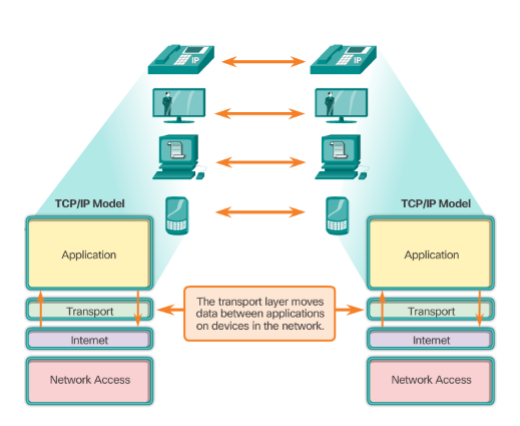 IP
IP
TCP/IP Model
TCP/IP Model
Application
Application
The transport layer moves
data between applications
on devices in the network.
Transport
Transport
Internet
Internet
Network Access
Network Access